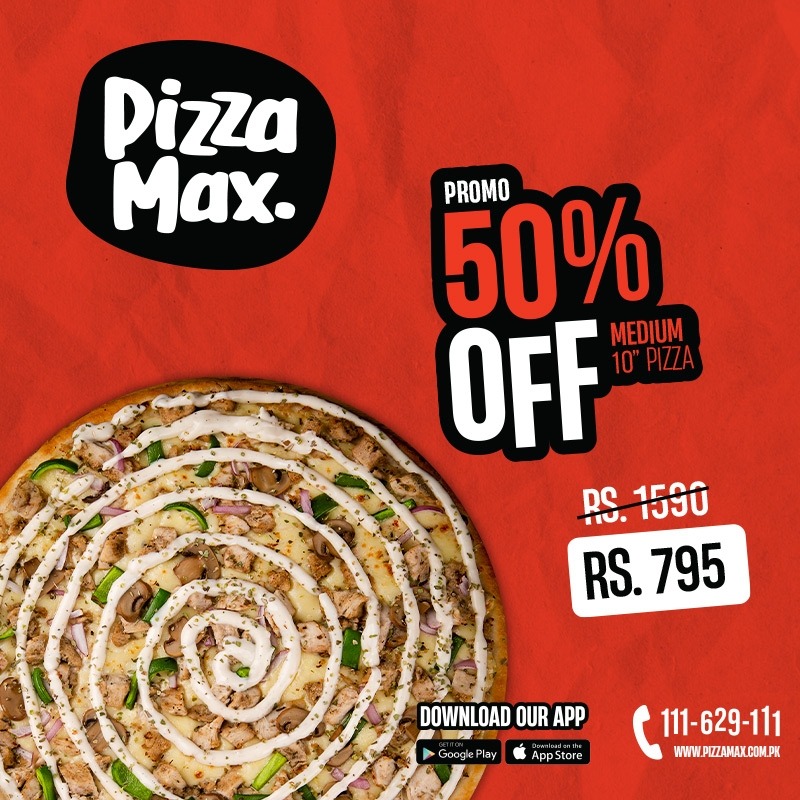 Pizza
Max.
PROMO
50%
OFF
MEDIUM
10” PIZZA
RS. 1590
RS. 795
DOWNLOAD OUR APP
GET IT ON
Google Play
Download on the
App Store
111-629-111
WWW.PIZZAMAX.COM.PK